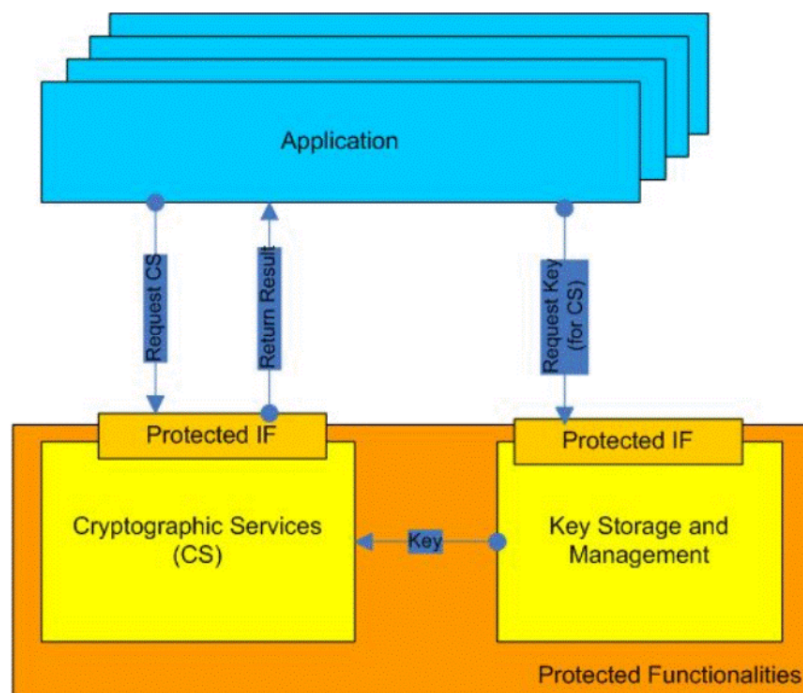 Application
Request CS
Return Result
Request Key
(for CS)
Protected IF
Protected IF
Cryptographic Services
(CS)
Key
Key Storage and
Management
Protected Functionalities